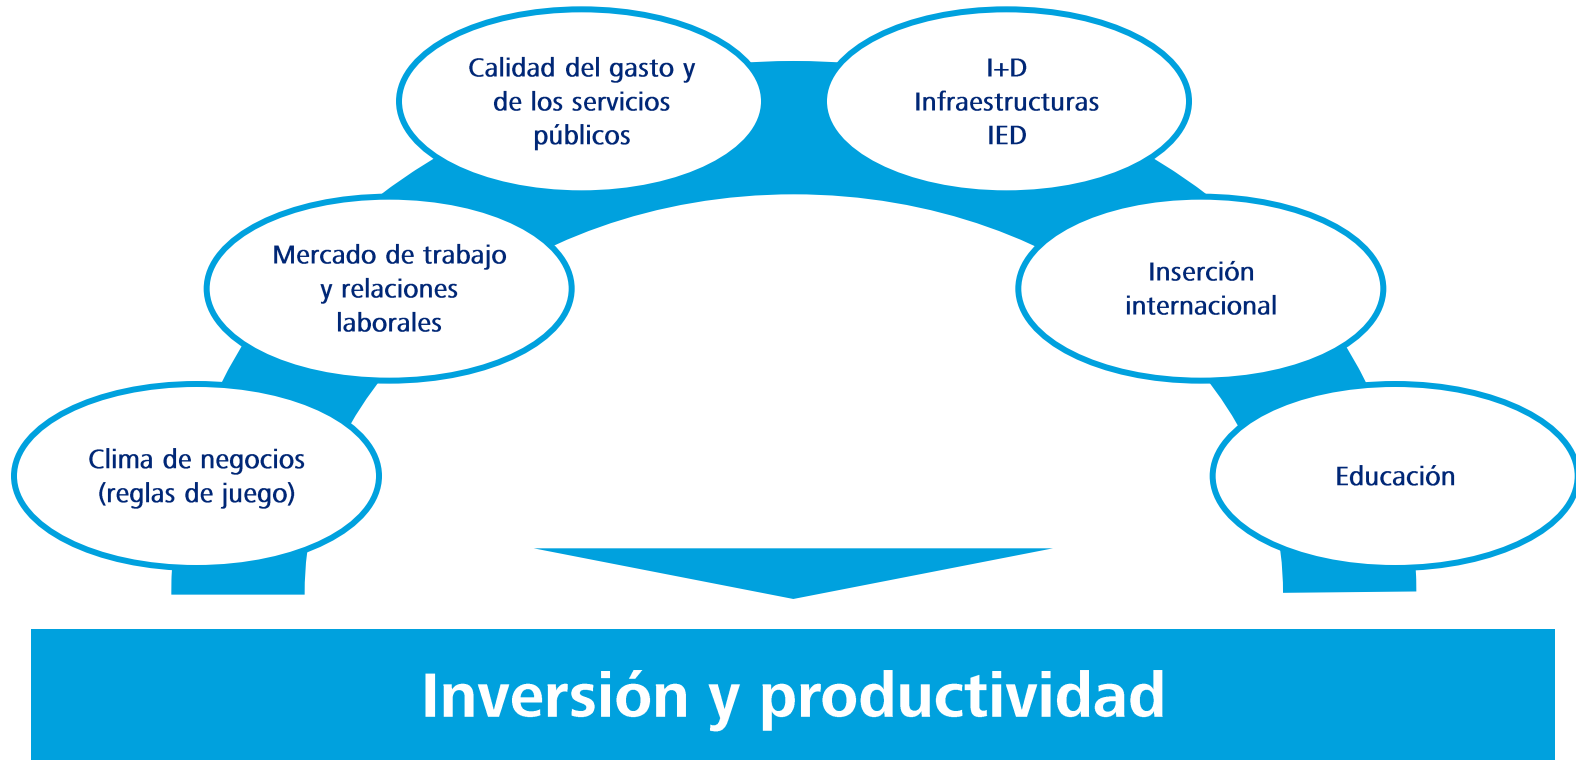 Calidad del gasto y
de los servicios
públicos
I+D
Infraestructuras
IED
Mercado de trabajo
y relaciones
laborales
Inserción
internacional
Clima de negocios
(reglas de juego)
Educación
Inversión y productividad